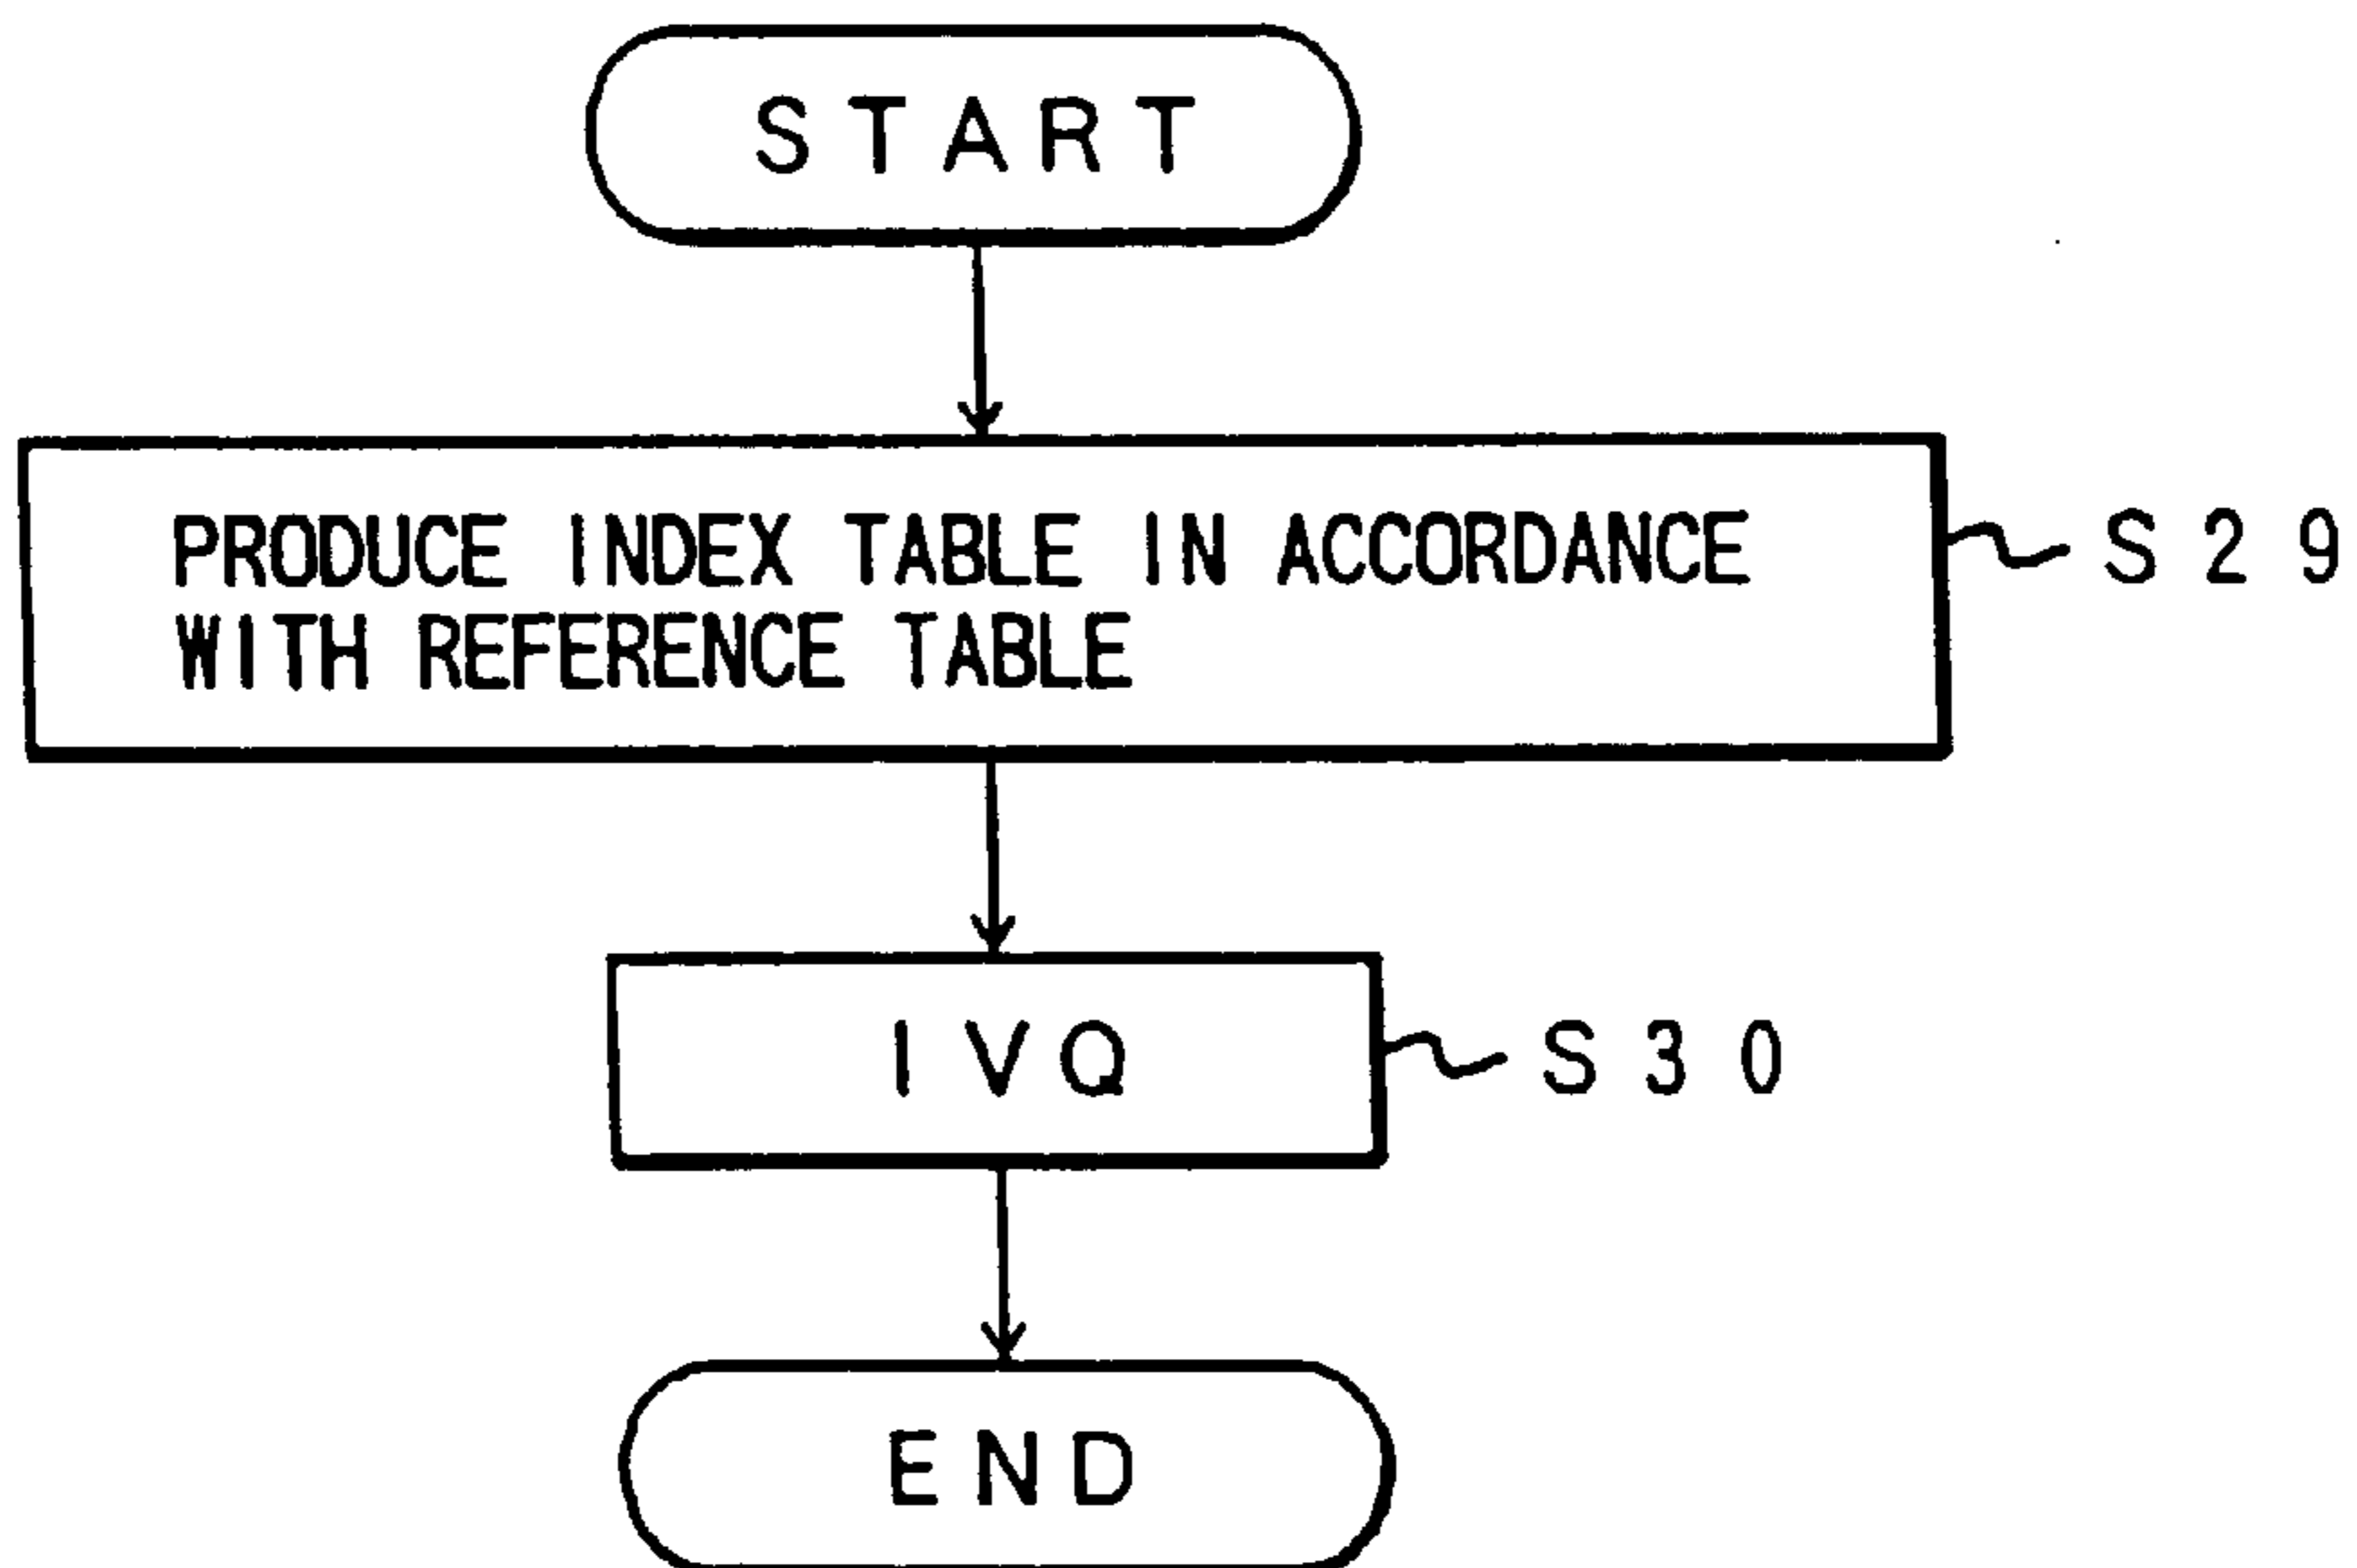 START
PRODUCE INDEX TABLE IN ACCORDANCE
WITH REFERENCE TABLE
S29
IVQ
S30
END